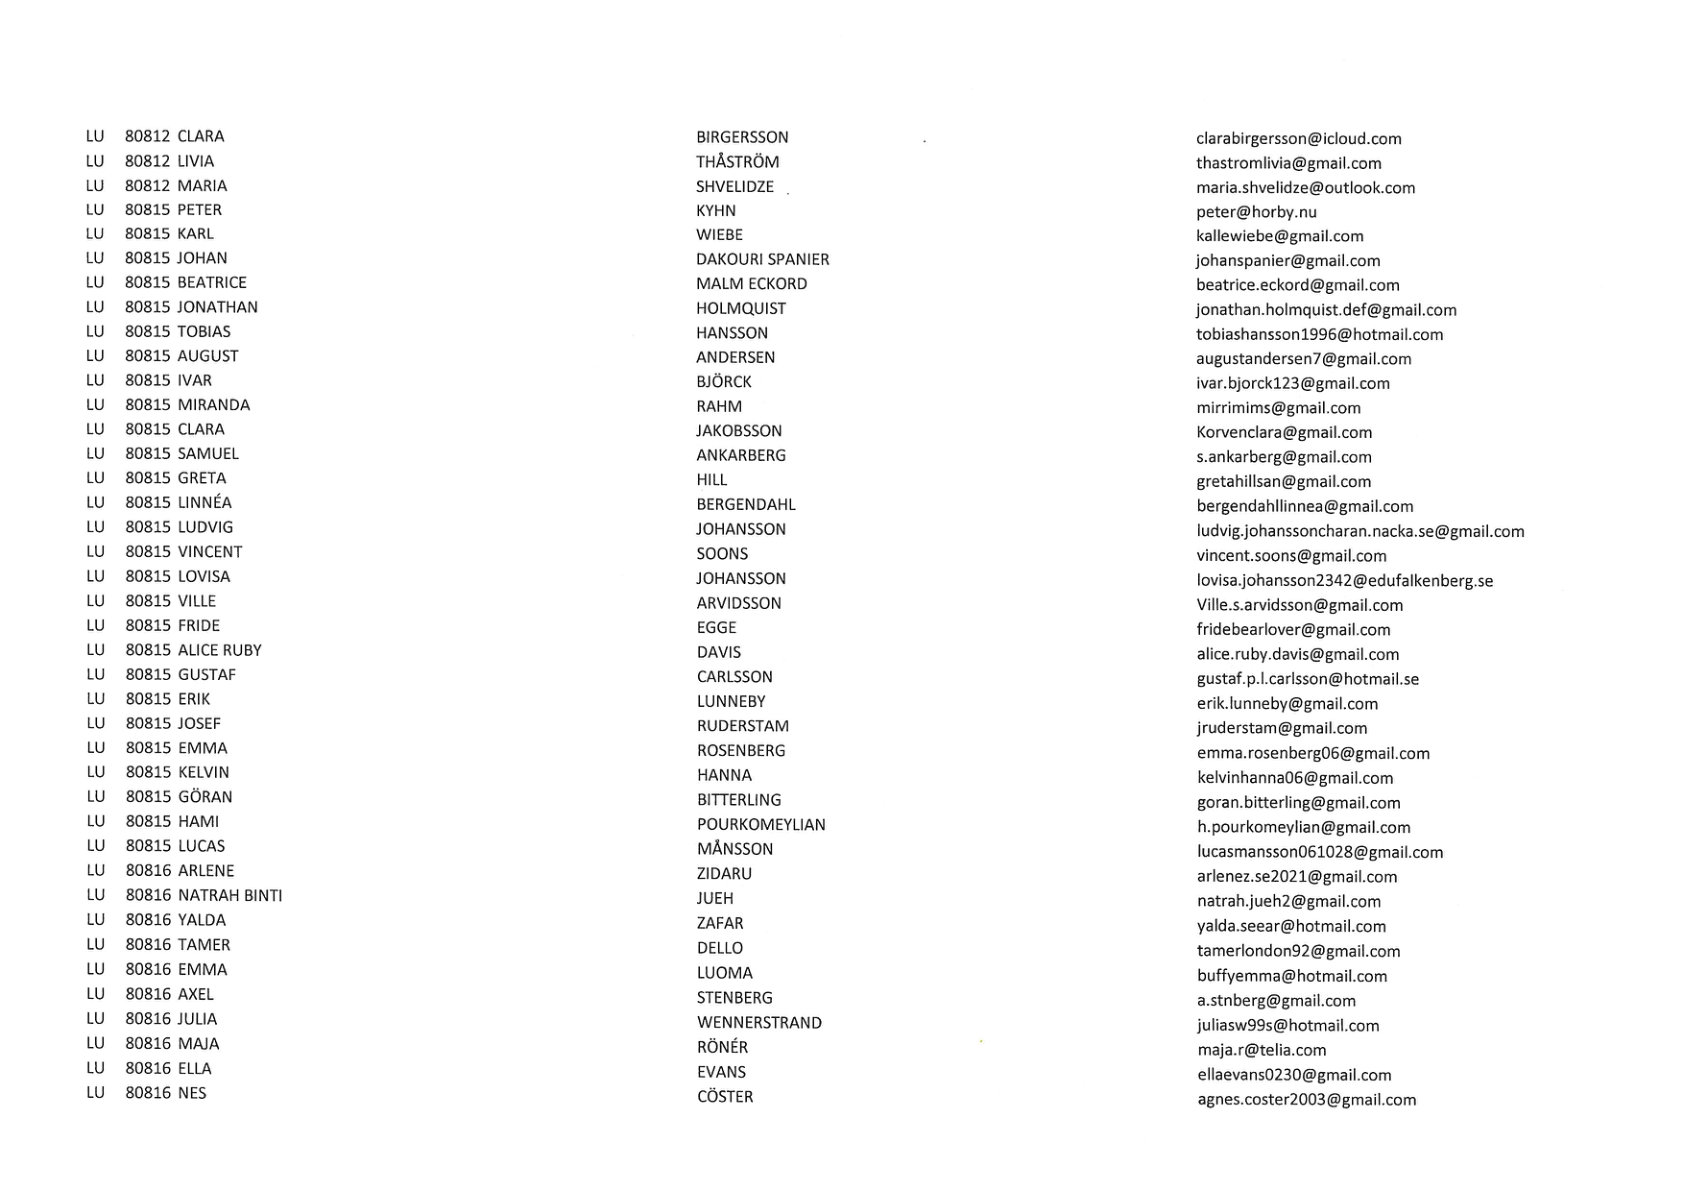 LU 80812 CLARA BIRGERSSON clarabirgersson@icloud.com
LU 80812 LIVIA THÅSTRÖM thastromlivia@gmail.com
LU 80812 MARIA SHVELIDZE maria.shvelidze@outlook.com
LU 80815 PETER KYHN peter@horby.nu
LU 80815 KARL WIEBE kallewiebe@gmail.com
LU 80815 JOHAN DAKOURI SPANIER johanspanier@gmail.com
LU 80815 BEATRICE MALM ECKORD beatrice.eckord@gmail.com
LU 80815 JONATHAN HOLMQUIST jonathan.holmquist.def@gmail.com
LU 80815 TOBIAS HANSSON tobiashansson1996@hotmail.com
LU 80815 AUGUST ANDERSEN augustandersen7@gmail.com
LU 80815 IVAR BJÖRCK ivar.bjorck123@gmail.com
LU 80815 MIRANDA RAHM mirrimims@gmail.com
LU 80815 CLARA JAKOBSSON Korvenclara@gmail.com
LU 80815 SAMUEL ANKARBERG s.ankarberg@gmail.com
LU 80815 GRETA HILL gretahillsan@gmail.com
LU 80815 LINNÉA BERGENDAHL bergendahllinnea@gmail.com
LU 80815 LUDVIG JOHANSSON ludvig.johanssoncharan.nacka.se@gmail.com
LU 80815 VINCENT SOONS vincent.soons@gmail.com
LU 80815 LOVISA JOHANSSON lovisa.johansson2342@edufalkenberg.se
LU 80815 VILLE ARVIDSSON Ville.s.arvidsson@gmail.com
LU 80815 FRIDE EGGE fridebearlover@gmail.com
LU 80815 ALICE RUBY DAVIS alice.ruby.davis@gmail.com
LU 80815 GUSTAF CARLSSON gustaf.p.l.carlsson@hotmail.se
LU 80815 ERIK LUNNEBY erik.lunneby@gmail.com
LU 80815 JOSEF RUDERSTAM jruderstam@gmail.com
LU 80815 EMMA ROSENBERG emma.rosenberg06@gmail.com
LU 80815 KELVIN HANNA kelvinhanna06@gmail.com
LU 80815 GÖRAN BITTERLING goran.bitterling@gmail.com
LU 80815 HAMI POURKOMEYLIAN h.pourkomeylian@gmail.com
LU 80815 LUCAS MÅNSSON lucasmansson061028@gmail.com
LU 80816 ARLENE ZIDARU arlenez.se2021@gmail.com
LU 80816 NATRAH BINTI JUEH natrah.jueh2@gmail.com
LU 80816 YALDA ZAFAR yalda.seear@hotmail.com
LU 80816 TAMER DELLO tamerlondon92@gmail.com
LU 80816 EMMA LUOMA buffyemma@hotmail.com
LU 80816 AXEL STENBERG a.stnberg@gmail.com
LU 80816 JULIA WENNERSTRAND juliasw99s@hotmail.com
LU 80816 MAJA RÖNÉR maja.r@telia.com
LU 80816 ELLA EVANS ellaevans0230@gmail.com
LU 80816 NES CÖSTER agnes.coster2003@gmail.com